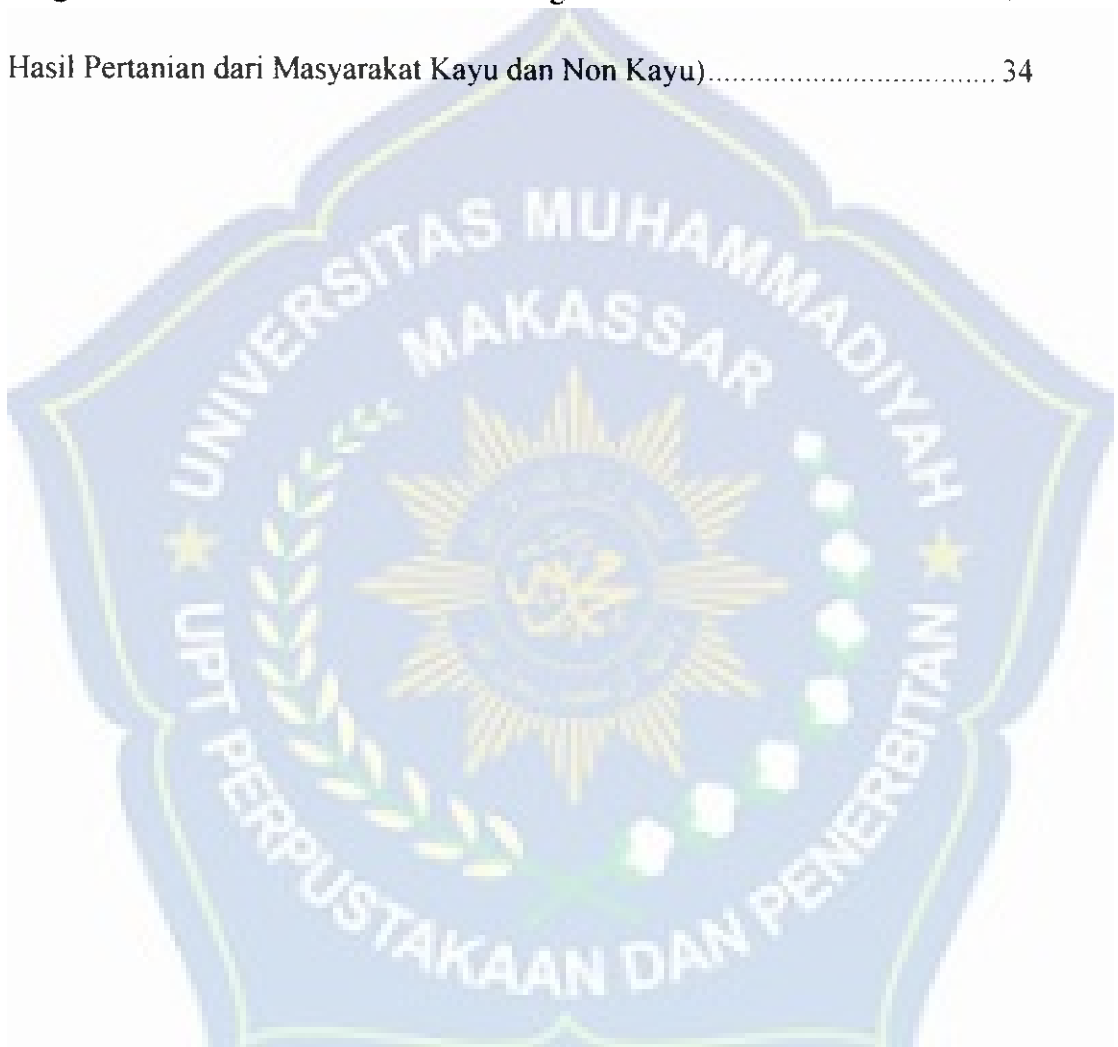 Hasil Pertanian dari Masyarakat Kayu dan Non Kayu)................................. 34
UNIVERSITAS MUHAMMADIYAH
MAKASSAR
UPT PERPUSTAKAAN DAN PENERBITAN